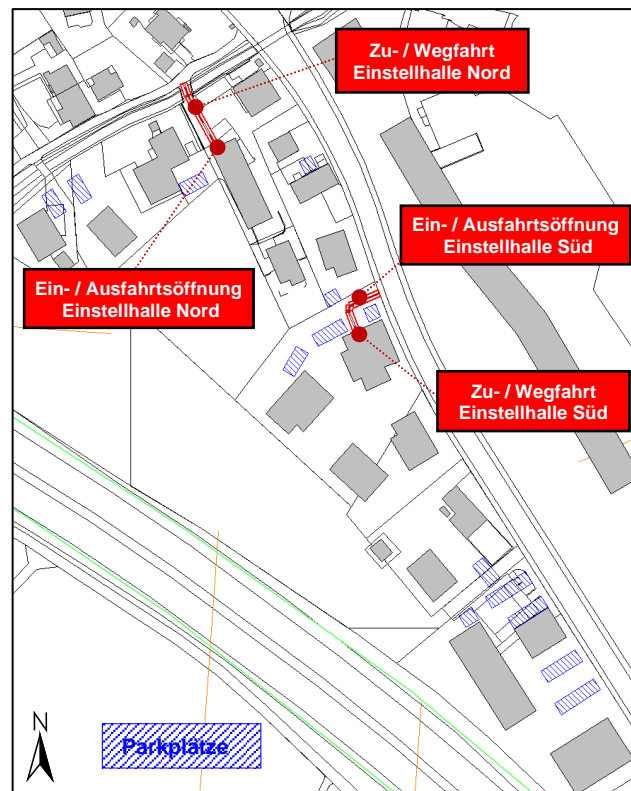 Zu- / Wegfahrt
Einstellhalle Nord
Ein- / Ausfahrtsöffnung
Einstellhalle Süd
Ein- / Ausfahrtsöffnung
Einstellhalle Nord
Zu- / Wegfahrt
Einstellhalle Süd
N
Parkplätze